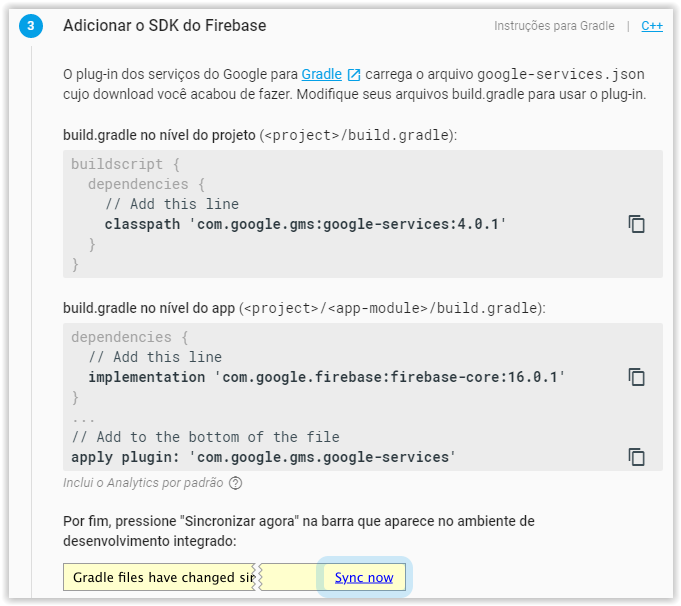 3 Adicionar o SDK do Firebase Instruções para Gradle | C++
O plug-in dos serviços do Google para Gradle carrega o arquivo google-services.json
cujo download você acabou de fazer. Modifique seus arquivos build.gradle para usar o plug-in.
build.gradle no nível do projeto (<project>/build.gradle):
buildscript {
dependencies {
// Add this line
classpath 'com.google.gms:google-services:4.0.1'
}
}
build.gradle no nível do app (<project>/<app-module>/build.gradle):
dependencies {
// Add this line
implementation 'com.google.firebase:firebase-core:16.0.1'
}
...
// Add to the bottom of the file
apply plugin: 'com.google.gms.google-services'
Inclui o Analytics por padrão ?
Por fim, pressione "Sincronizar agora" na barra que aparece no ambiente de
desenvolvimento integrado:
Gradle files have changed sin Sync now